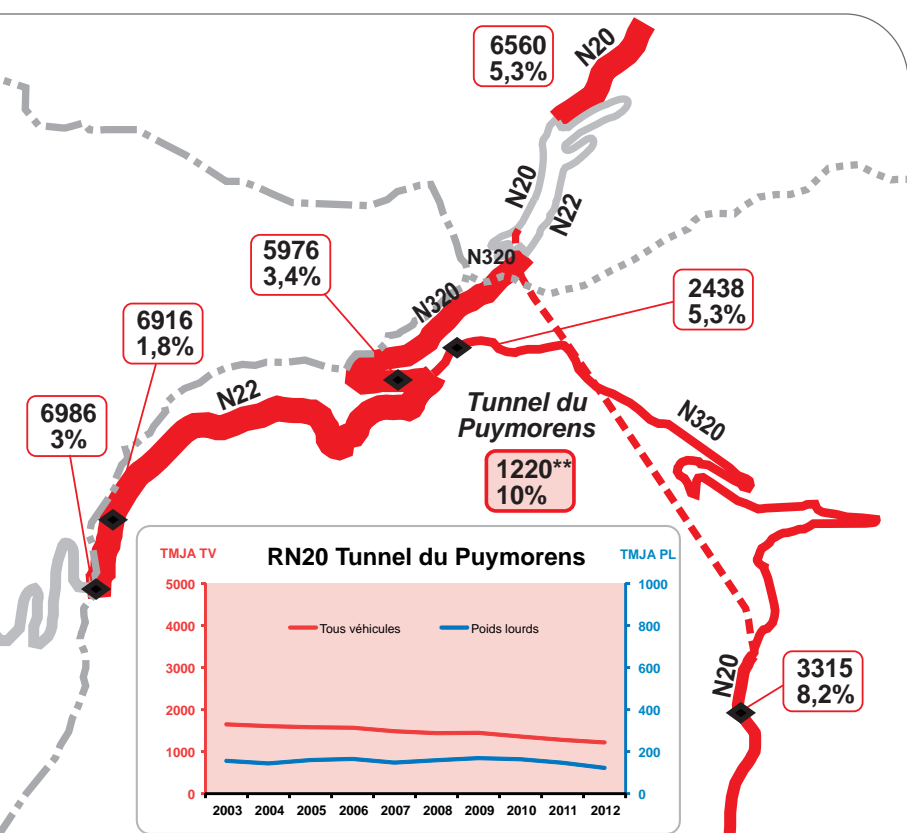 6560
5,3%
N20
N20
N22
N320
5976
3,4%
N320
2438
5,3%
6916
1,8%
N22
6986
3%
Tunnel du
Puymorens
1220**
10%
N320
N20
3315
8,2%
TMJA TV
RN20 Tunnel du Puymorens
TMJA PL
5000
1000
4000
800
Tous véhicules
Poids lourds
3000
600
2000
400
1000
200
0
0
2003 2004 2005 2006 2007 2008 2009 2010 2011 2012